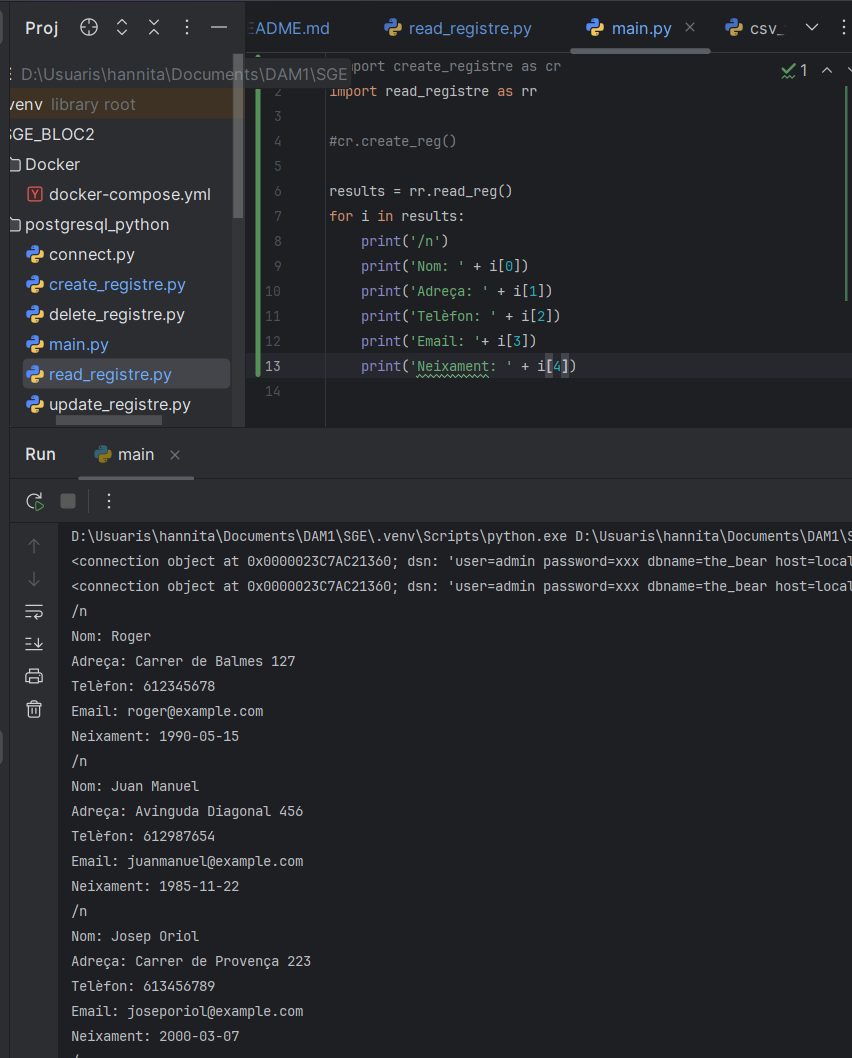 Proj
EADME.md
read_registre.py
main.py
csv_
D:\Usuaris\hannita\Documents\DAM1\SGE
venv library root
SGE_BLOC2
Docker
docker-compose.yml
postgresql_python
connect.py
create_registre.py
delete_registre.py
main.py
read_registre.py
update_registre.py
port create_registre as cr
1
2 import read_registre as rr
3
4 #cr.create_reg()
5
6 results = rr.read_reg()
7 for i in results:
8 print('/n')
9 print('Nom: ' + i[0])
10 print('Adreça: ' + i[1])
11 print('Telèfon: ' + i[2])
12 print('Email: '+ i[3])
13 print('Neixament: ' + i[4])
14
Run
main
D:\Usuaris\hannita\Documents\DAM1\SGE\.venv\Scripts\python.exe D:\Usuaris\hannita\Documents\DAM1\S
<connection object at 0x0000023C7AC21360; dsn: 'user=admin password=xxx dbname=the_bear host=local
<connection object at 0x0000023C7AC21360; dsn: 'user=admin password=xxx dbname=the_bear host=local
/n
Nom: Roger
Adreça: Carrer de Balmes 127
Telèfon: 612345678
Email: roger@example.com
Neixament: 1990-05-15
/n
Nom: Juan Manuel
Adreça: Avinguda Diagonal 456
Telèfon: 612987654
Email: juanmanuel@example.com
Neixament: 1985-11-22
/n
Nom: Josep Oriol
Adreça: Carrer de Provença 223
Telèfon: 613456789
Email: joseporiol@example.com
Neixament: 2000-03-07